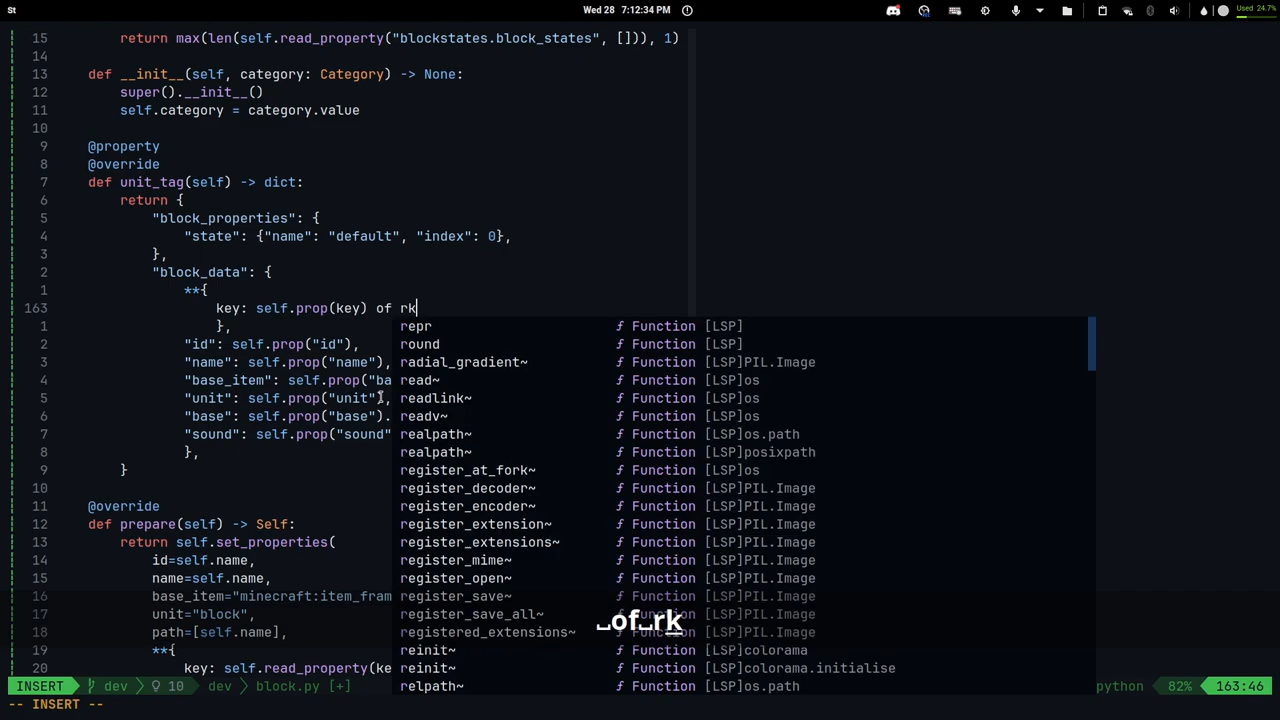 St Wed 28 7:12:34 PM Used 24.7%
15 return max(len(self.read_property("blockstates.block_states", [])), 1)
14
13 def __init__(self, category: Category) -> None:
12 super().__init__()
11 self.category = category.value
10
9 @property
8 @override
7 def unit_tag(self) -> dict:
6 return {
5 "block_properties": {
4 "state": {"name": "default", "index": 0},
3 },
2 "block_data": {
1 **{
163 key: self.prop(key) of rk
1 }, repr ƒ Function [LSP]
2 "id": self.prop("id"), round ƒ Function [LSP]
3 "name": self.prop("name"), radial_gradient~ ƒ Function [LSP]PIL.Image
4 "base_item": self.prop("ba read~ ƒ Function [LSP]os
5 "unit": self.prop("unit"), readlink~ ƒ Function [LSP]os
6 "base": self.prop("base"). readv~ ƒ Function [LSP]os
7 "sound": self.prop("sound" realpath~ ƒ Function [LSP]os.path
8 }, realpath~ ƒ Function [LSP]posixpath
9 } register_at_fork~ ƒ Function [LSP]os
10 register_decoder~ ƒ Function [LSP]PIL.Image
11 @override register_encoder~ ƒ Function [LSP]PIL.Image
12 def prepare(self) -> Self: register_extension~ ƒ Function [LSP]PIL.Image
13 return self.set_properties( register_extensions~ ƒ Function [LSP]PIL.Image
14 id=self.name, register_mime~ ƒ Function [LSP]PIL.Image
15 name=self.name, register_open~ ƒ Function [LSP]PIL.Image
16 base_item="minecraft:item_fram register_save~ ƒ Function [LSP]PIL.Image
17 unit="block", register_save_all~ ƒ Function [LSP]PIL.Image
␣of␣rk
18 path=[self.name], registered_extensions~ ƒ Function [LSP]PIL.Image
19 **{ reinit~ ƒ Function [LSP]colorama
20 key: self.read_property(ke reinit~ ƒ Function [LSP]colorama.initialise
INSERT dev 10 dev block.py [+] relpath~ ƒ Function [LSP]os.path python 82% 163:46
-- INSERT --